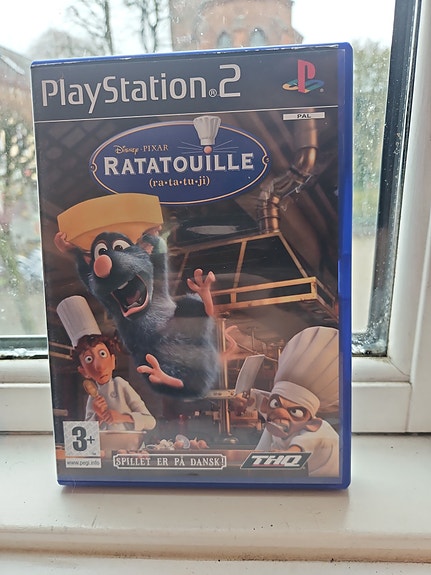 PlayStation®2
PAL
Disney · PIXAR
RATATOUILLE
(ra•ta•tu•ji)
3+
www.pegi.info
SPILLET ER PÅ DANSK!
THQ